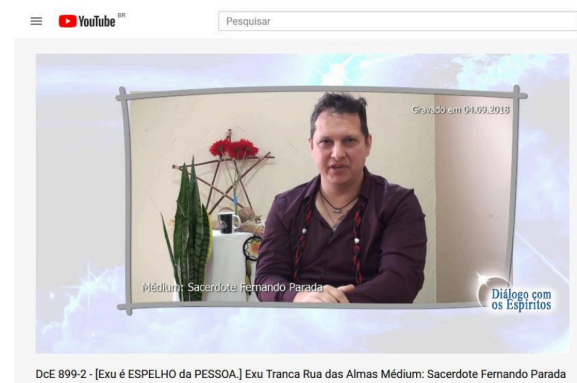 YouTube BR
Pesquisar
Gravado em 04.09.2018
Médium: Sacerdote Fernando Parada
Diálogo com
os Espíritos
DcE 899-2 - [Exu é ESPELHO da PESSOA.] Exu Tranca Rua das Almas Médium: Sacerdote Fernando Parada